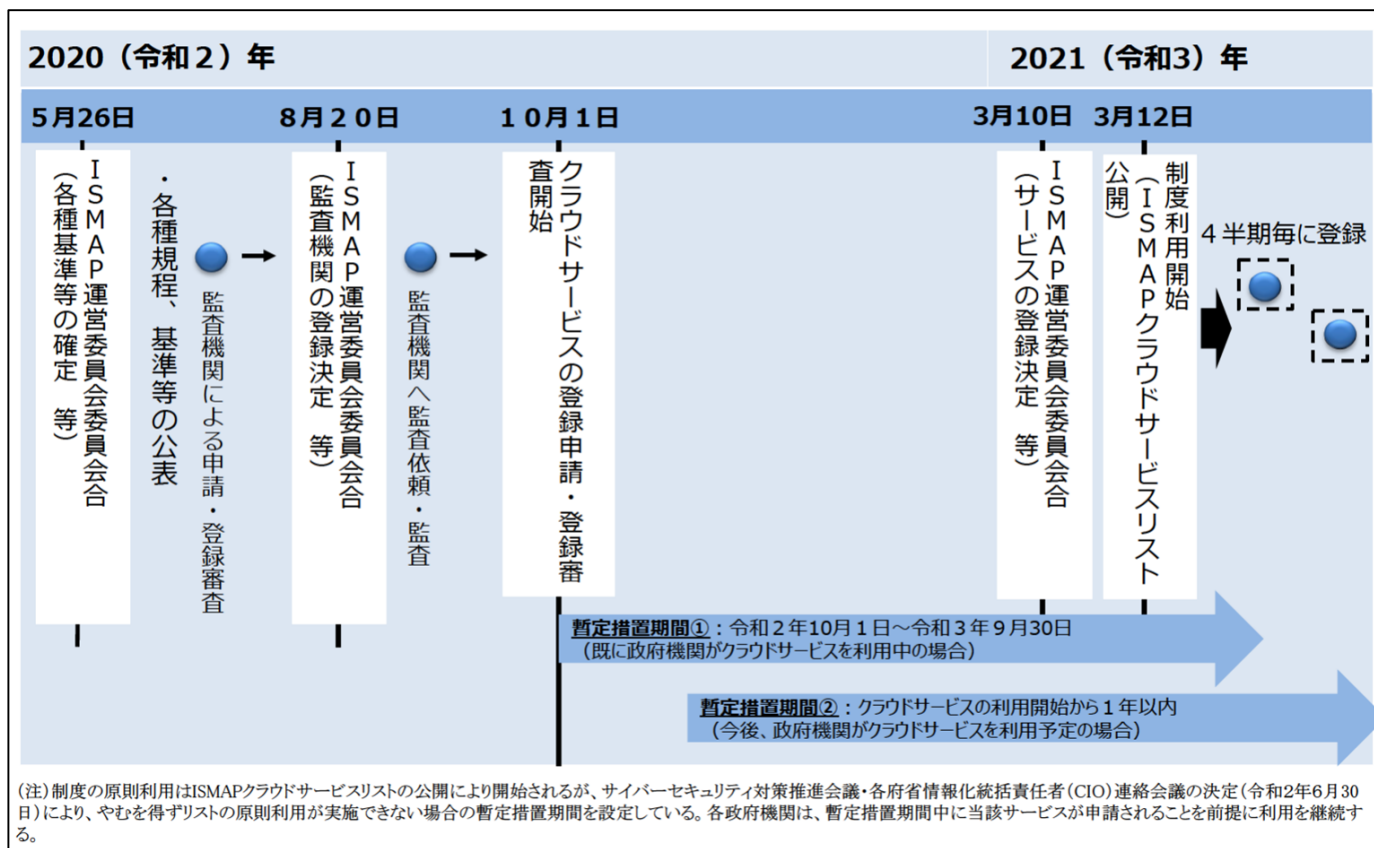 2020（令和２）年
2021（令和3）年
5月26日
8月２０日
１０月１日
3月10日
3月12日
ＩＳＭＡＰ運営委員会委員会合
（各種基準等の確定　等）
・各種規程、基準等の公表
監査機関による申請・登録審査
ＩＳＭＡＰ運営委員会委員会合
（監査機関の登録決定　等）
監査機関へ監査依頼・監査
クラウドサービスの登録申請・登録審
査開始
ＩＳＭＡＰ運営委員会委員会合
（サービスの登録決定　等）
制度利用開始
（ＩＳＭＡＰクラウドサービスリスト
公開）
４半期毎に登録
暫定措置期間①：令和２年10月１日～令和３年９月30日
（既に政府機関がクラウドサービスを利用中の場合）
暫定措置期間②：クラウドサービスの利用開始から１年以内
（今後、政府機関がクラウドサービスを利用予定の場合）
(注)制度の原則利用はISMAPクラウドサービスリストの公開により開始されるが、サイバーセキュリティ対策推進会議・各府省情報化統括責任者(CIO)連絡会議の決定(令和2年6月30
日)により、やむを得ずリストの原則利用が実施できない場合の暫定措置期間を設定している。各政府機関は、暫定措置期間中に当該サービスが申請されることを前提に利用を継続す
る。